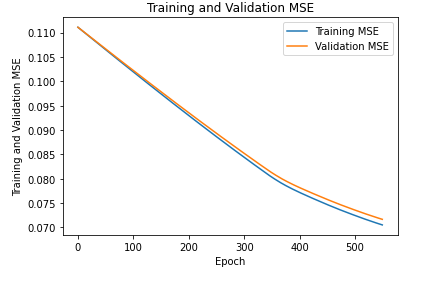 Training and Validation MSE
Training MSE
Validation MSE
Training and Validation MSE
0.110
0.105
0.100
0.095
0.090
0.085
0.080
0.075
0.070
0 100 200 300 400 500
Epoch